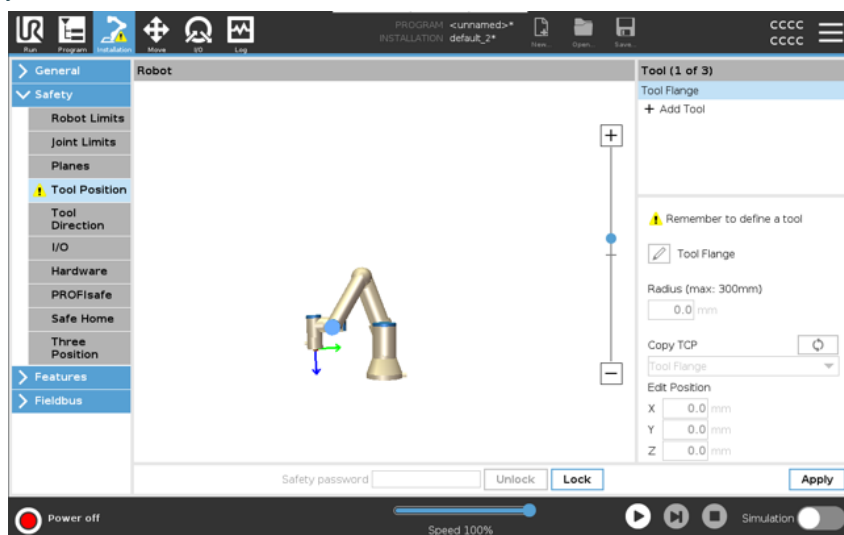 UR
PROGRAM <unnamed>*
INSTALLATION default_2*
CCCC
CCCC
Run
Program
Installation
Move
I/O
Log
New...
Open...
Save...
General
Safety
Robot Limits
Joint Limits
Planes
Tool Position
Tool
Direction
I/O
Hardware
PROFIsafe
Safe Home
Three
Position
Features
Fieldbus
Robot
Tool (1 of 3)
Tool Flange
+ Add Tool
Remember to define a tool
Tool Flange
Radius (max: 300mm)
0.0 mm
Copy TCP
Tool Flange
Edit Position
X 0.0 mm
Y 0.0 mm
Z 0.0 mm
Safety password
Unlock
Lock
Apply
Power off
Speed 100%
Simulation